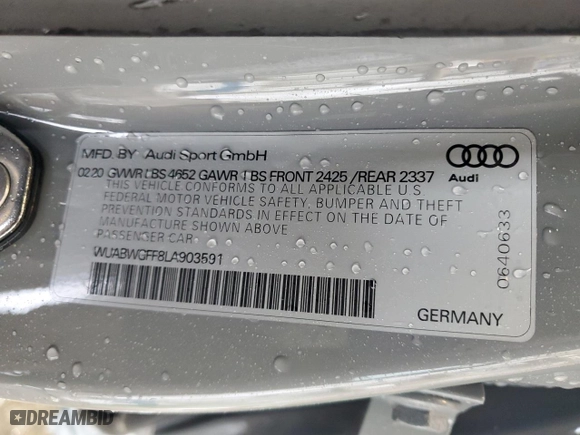 MFD. BY Audi Sport GmbH
0220 GVWR LBS 4652 GAWR LBS FRONT 2425 /REAR 2337
THIS VEHICLE CONFORMS TO ALL APPLICABLE U S
FEDERAL MOTOR VEHICLE SAFETY, BUMPER AND THEFT
PREVENTION STANDARDS IN EFFECT ON THE DATE OF
MANUFACTURE SHOWN ABOVE
PASSENGER CAR
WUABWGFF8LA903591
Audi
0640633
GERMANY
DREAMBID